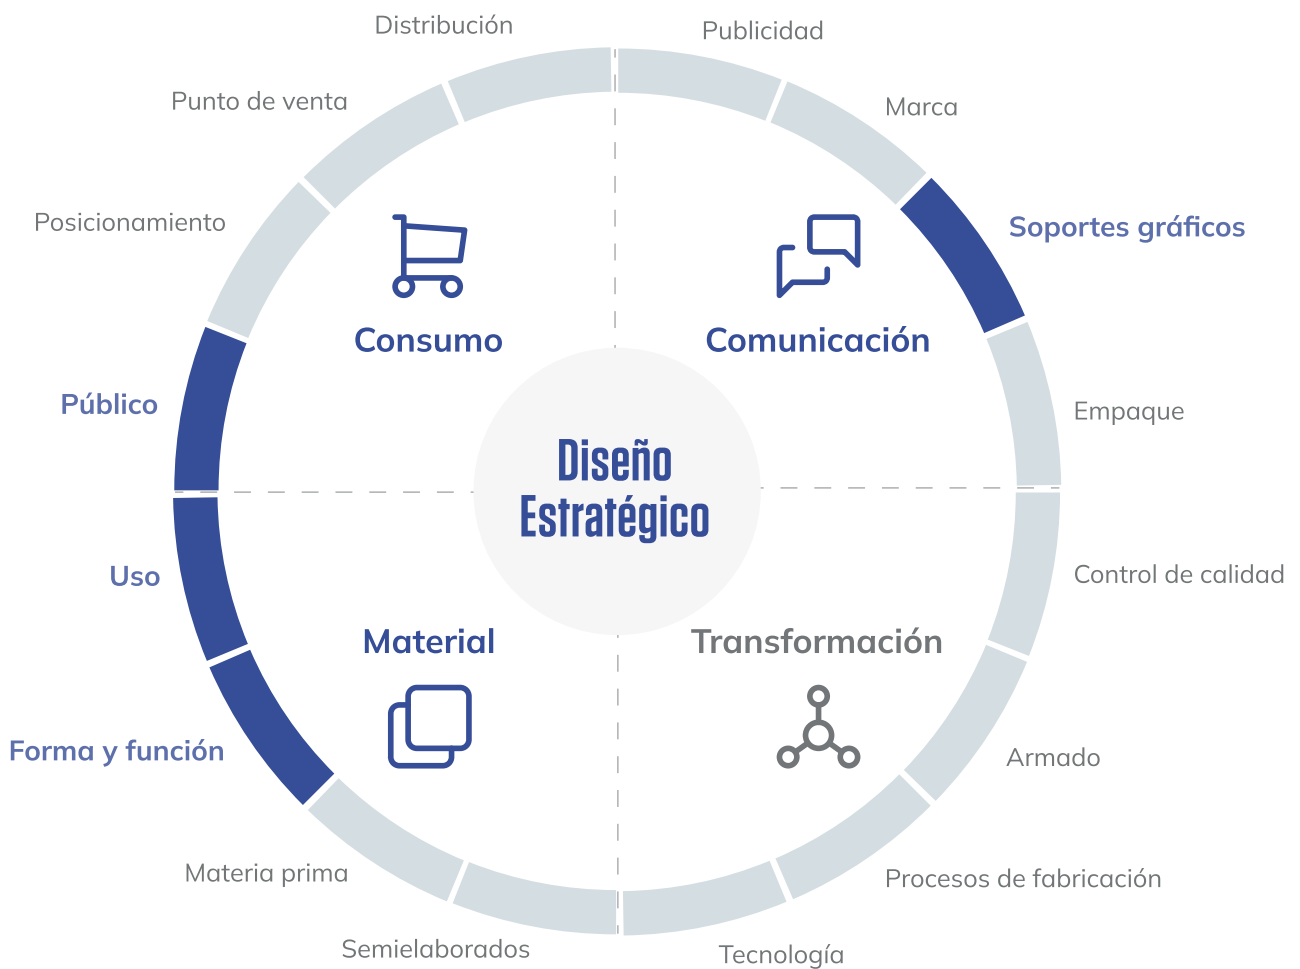 Distribución
Publicidad
Punto de venta
Marca
Posicionamiento
Soportes gráficos
Consumo
Comunicación
Público
Empaque
Diseño
Estratégico
Uso
Control de calidad
Material
Transformación
Forma y función
Armado
Materia prima
Procesos de fabricación
Semielaborados
Tecnología